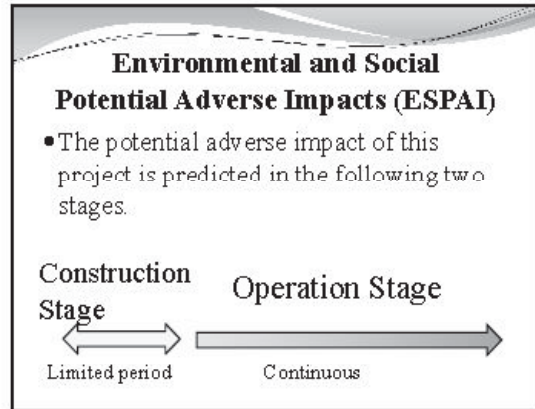 Environmental and Social
Potential Adverse Impacts (ESPAI)
•The potential adverse impact of this
project is predicted in the following two
stages.
Construction
Stage
Operation Stage
Limited period
Continuous